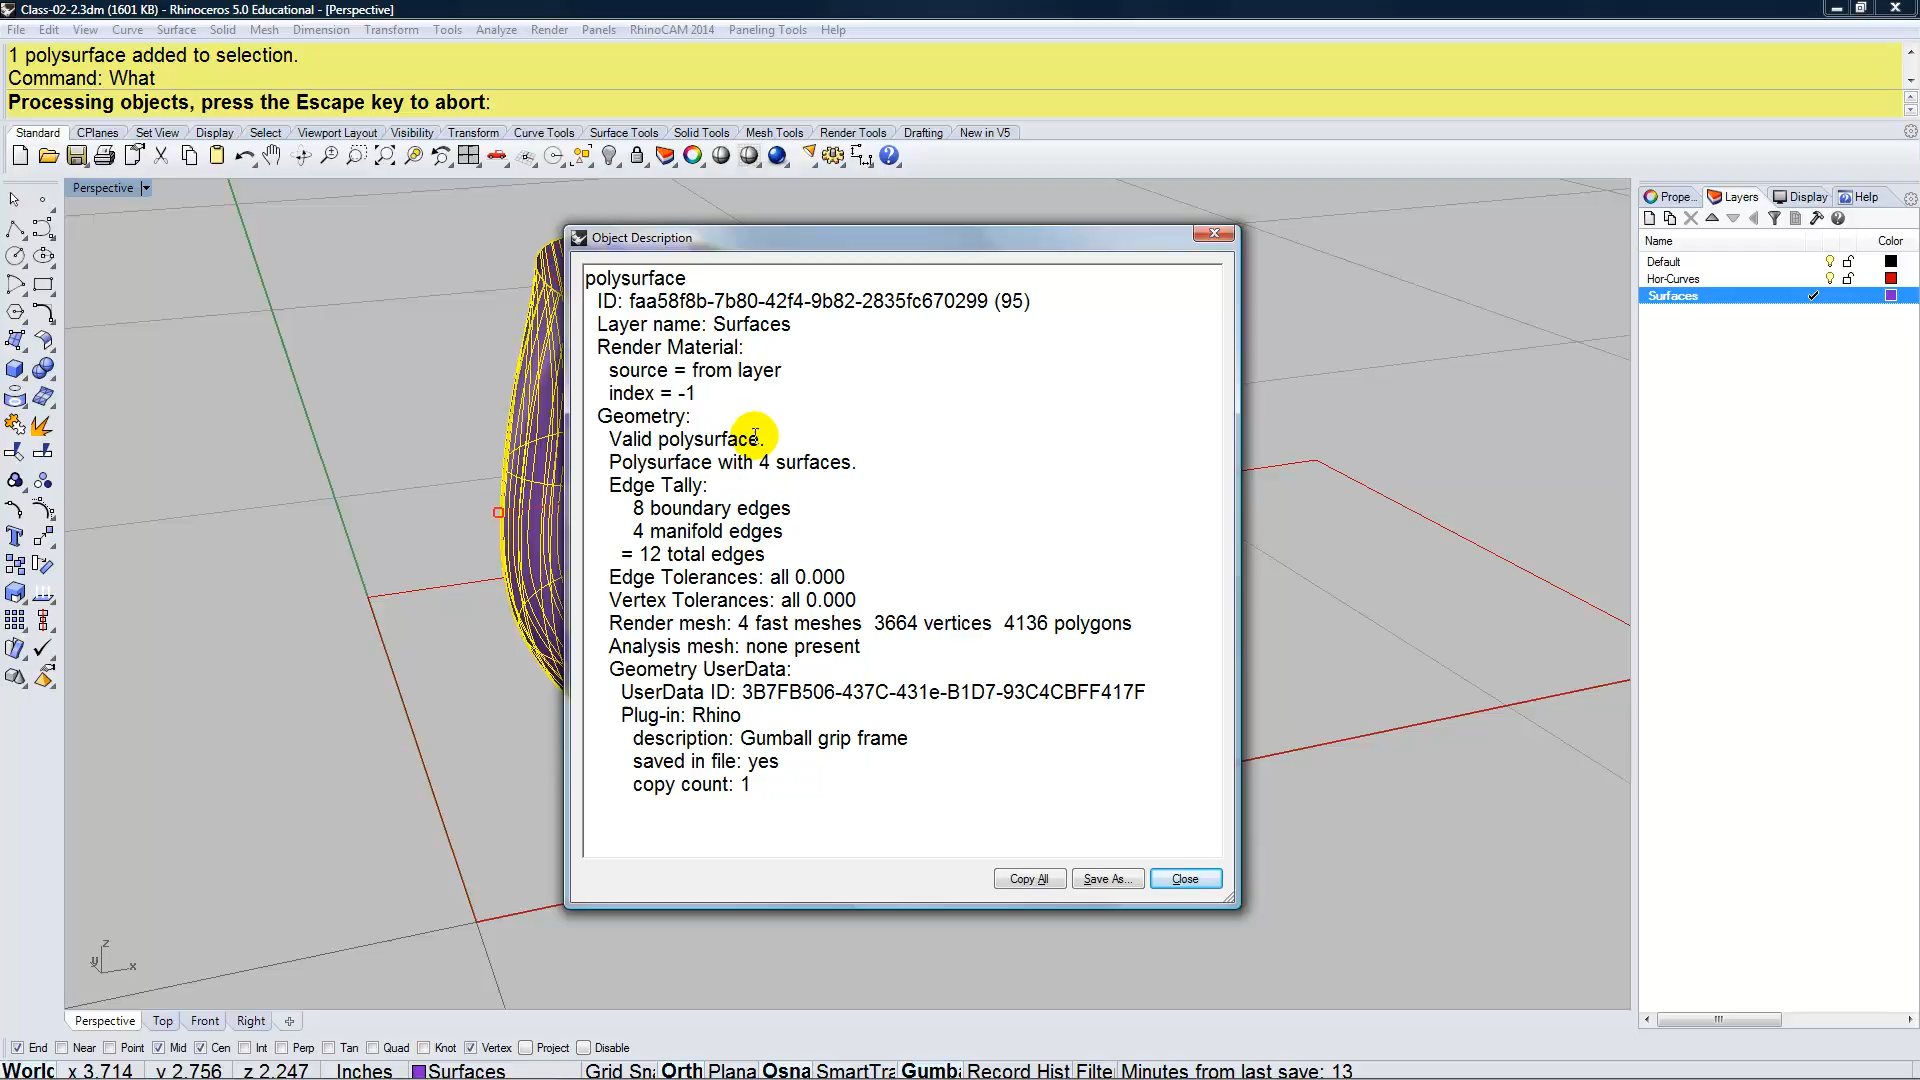 Class-02-2.3dm (1601 KB) - Rhinoceros 5.0 Educational - [Perspective]
File Edit View Curve Surface Solid Mesh Dimension Transform Tools Analyze Render Panels RhinoCAM 2014 Paneling Tools Help
1 polysurface added to selection.
Command: What
Processing objects, press the Escape key to abort:
Standard CPlanes Set View Display Select Viewport Layout Visibility Transform Curve Tools Surface Tools Solid Tools Mesh Tools Render Tools Drafting New in V5
Perspective
Prope... Layers Display Help
Name Color
Default
Hor-Curves
Surfaces
Object Description
polysurface
ID: faa58f8b-7b80-42f4-9b82-2835fc670299 (95)
Layer name: Surfaces
Render Material:
source = from layer
index = -1
Geometry:
Valid polysurface.
Polysurface with 4 surfaces.
Edge Tally:
8 boundary edges
4 manifold edges
= 12 total edges
Edge Tolerances: all 0.000
Vertex Tolerances: all 0.000
Render mesh: 4 fast meshes 3664 vertices 4136 polygons
Analysis mesh: none present
Geometry UserData:
UserData ID: 3B7FB506-437C-431e-B1D7-93C4CBFF417F
Plug-in: Rhino
description: Gumball grip frame
saved in file: yes
copy count: 1
Copy All Save As... Close
z
y x
Perspective Top Front Right
End Near Point Mid Cen Int Perp Tan Quad Knot Vertex Project Disable
World x 3.714 y 2.756 z 2.247 Inches Surfaces Grid Sn Orth Plana Osna SmartTra Gumb Record Hist Filte Minutes from last save: 13